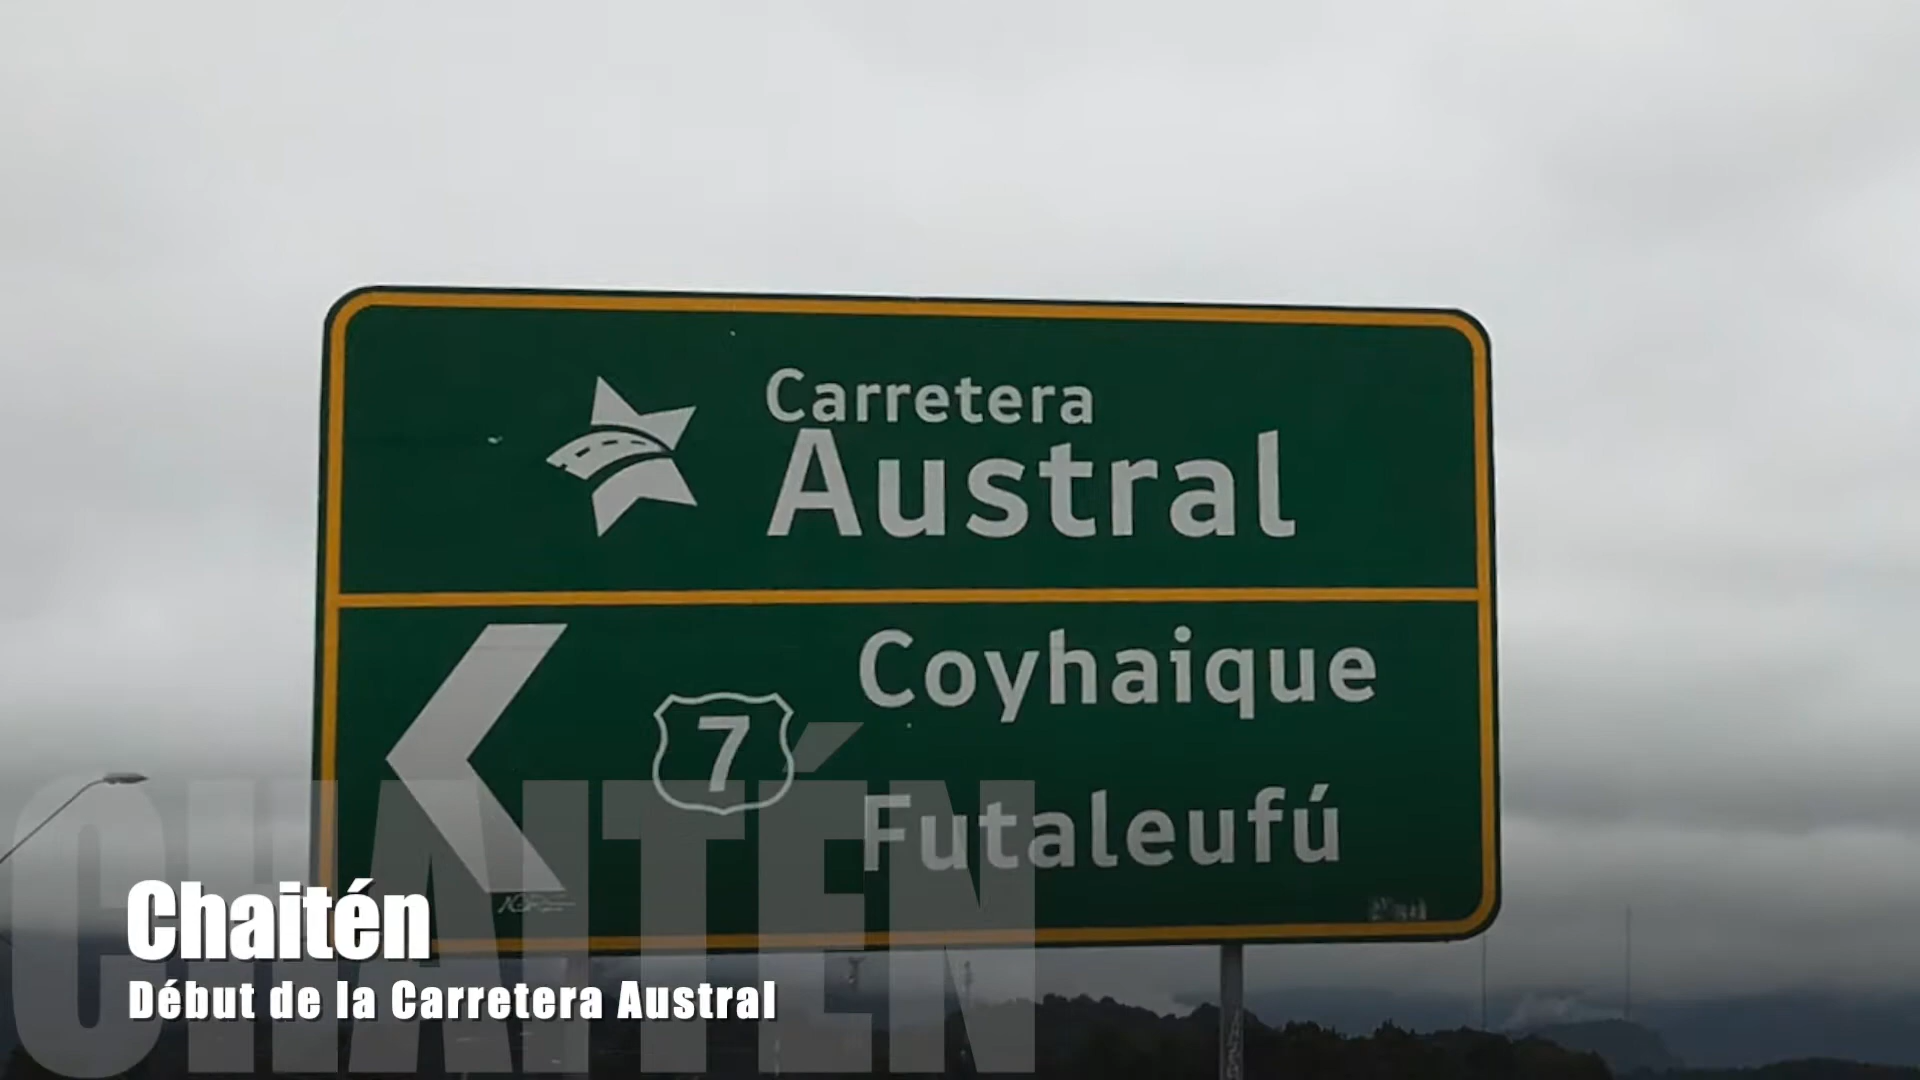 Carretera
Austral
Coyhaique
7
Futaleufú
CHAITÉN
Chaitén
Début de la Carretera Austral